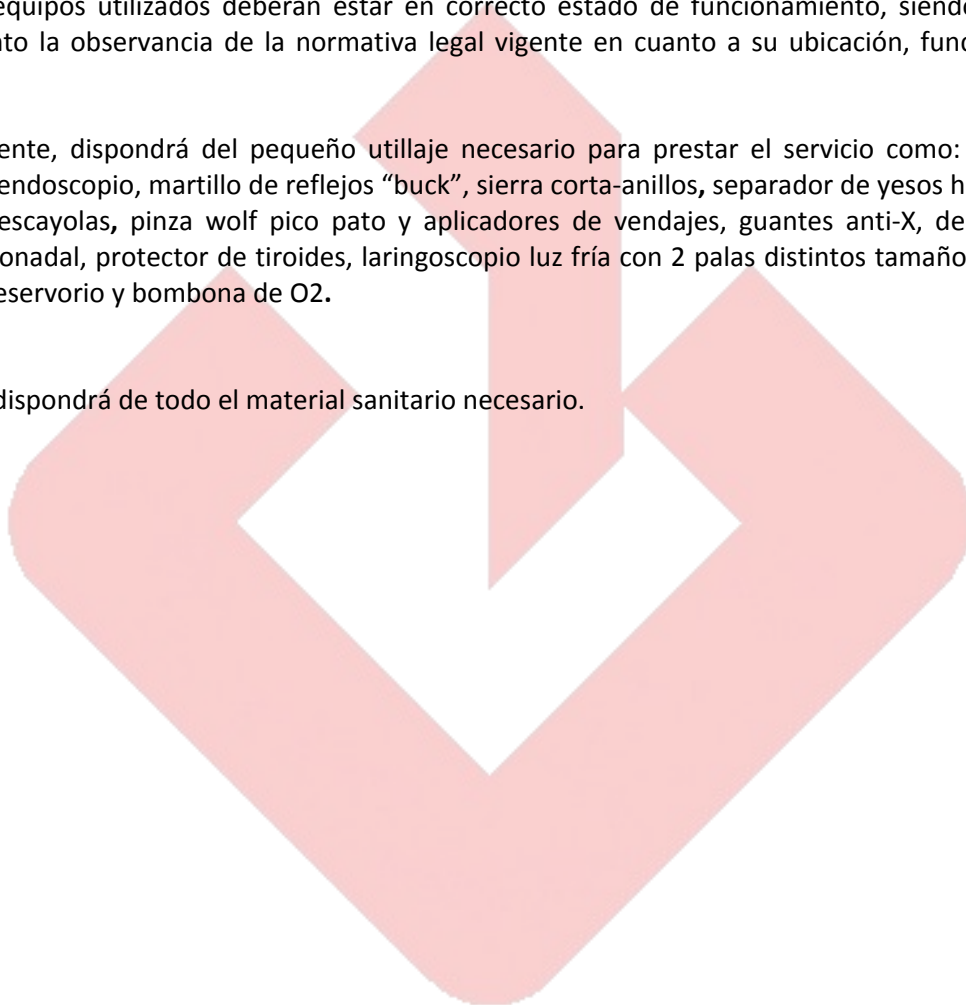 equipos utilizados deberán estar en correcto estado de funcionamiento, siendo
nto la observancia de la normativa legal vigente en cuanto a su ubicación, func
ente, dispondrá del pequeño utillaje necesario para prestar el servicio como:
endoscopio, martillo de reflejos “buck”, sierra corta-anillos, separador de yesos h
escayolas, pinza wolf pico pato y aplicadores de vendajes, guantes anti-X, de
onadal, protector de tiroides, laringoscopio luz fría con 2 palas distintos tamaño
eservorio y bombona de O2.
dispondrá de todo el material sanitario necesario.